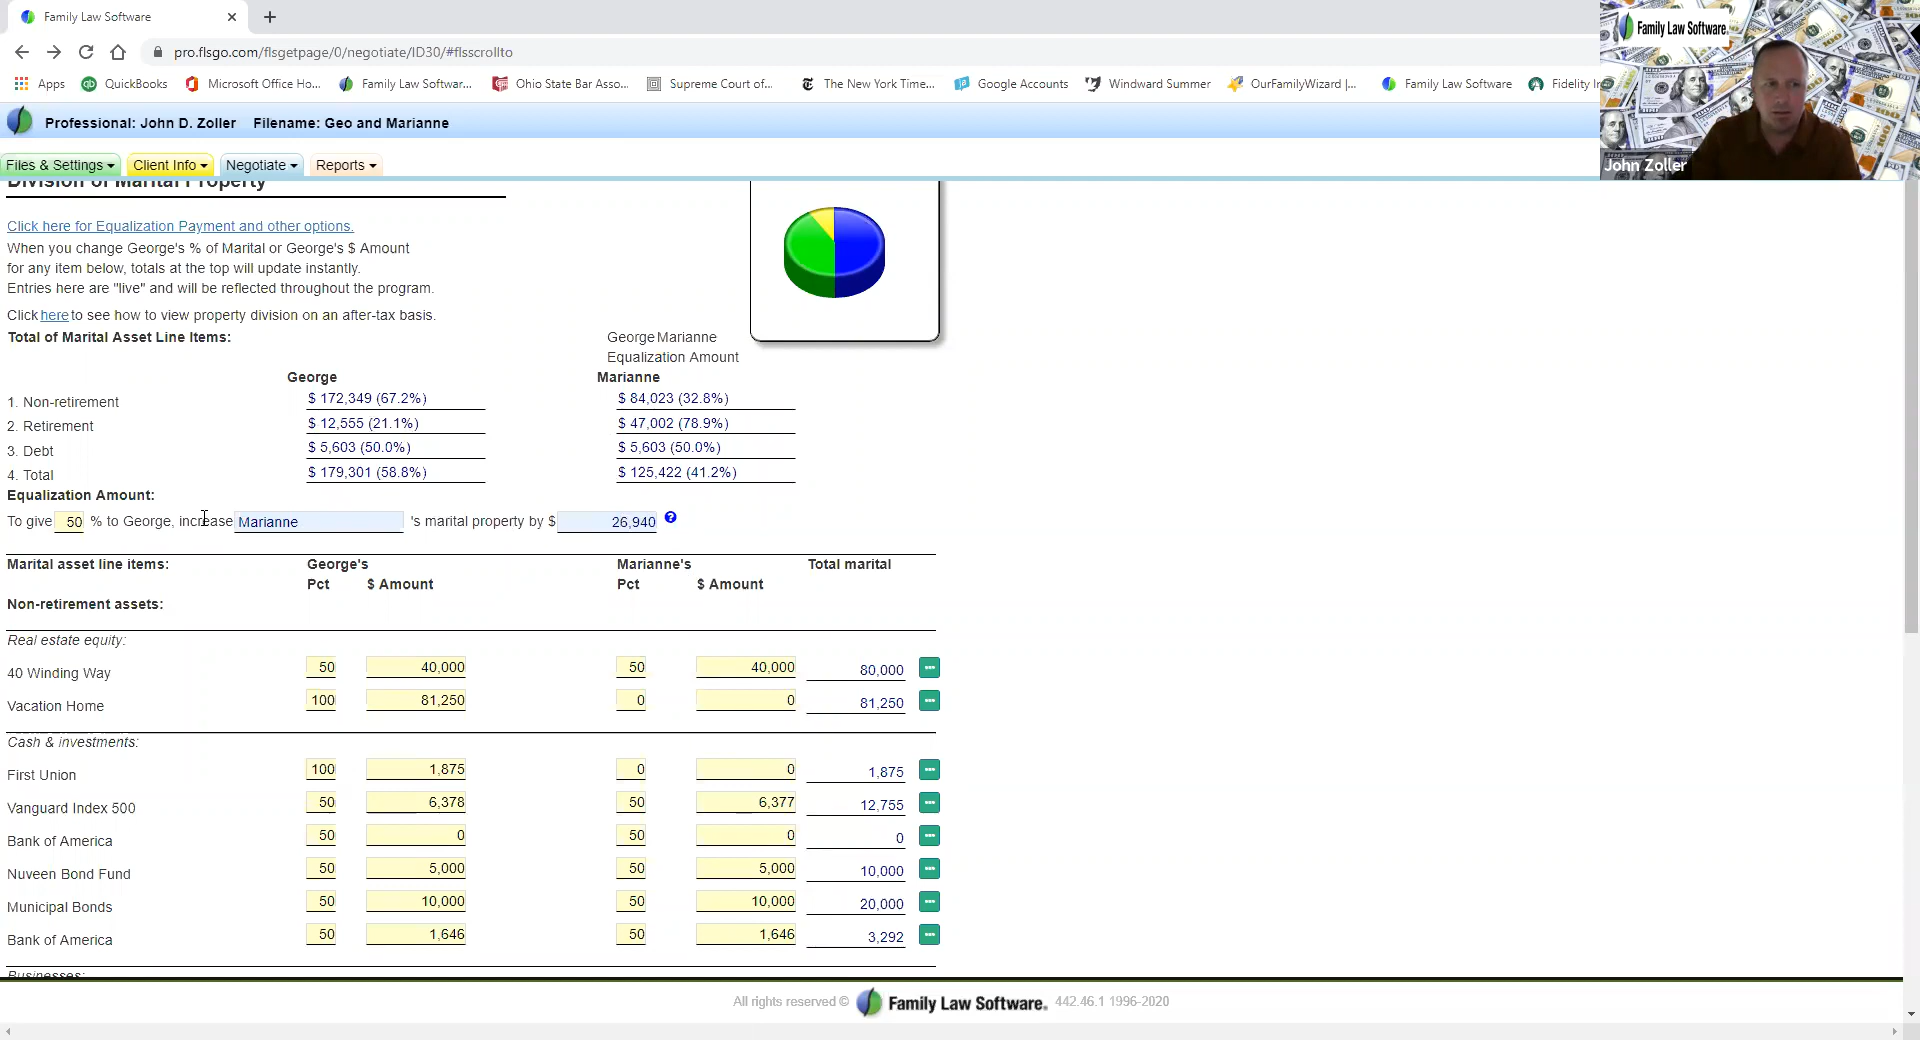 Family Law Software
pro.flsgo.com/flsgetpage/0/negotiate/ID30/#flsscrollto
Apps QuickBooks Microsoft Office Ho... Family Law Softwar... Ohio State Bar Asso... Supreme Court of... The New York Time... Google Accounts Windward Summer OurFamilyWizard |... Family Law Software Fidelity
Family Law Software.
John Zoller
Professional: John D. Zoller Filename: Geo and Marianne
Files & Settings Client Info Negotiate Reports
Division of Marital Property
Click here for Equalization Payment and other options.
When you change George's % of Marital or George's $ Amount
for any item below, totals at the top will update instantly.
Entries here are "live" and will be reflected throughout the program.
Click here to see how to view property division on an after-tax basis.
Total of Marital Asset Line Items: George Marianne
Equalization Amount
George Marianne
1. Non-retirement $ 172,349 (67.2%) $ 84,023 (32.8%)
2. Retirement $ 12,555 (21.1%) $ 47,002 (78.9%)
3. Debt $ 5,603 (50.0%) $ 5,603 (50.0%)
4. Total $ 179,301 (58.8%) $ 125,422 (41.2%)
Equalization Amount:
To give 50 % to George, increase Marianne 's marital property by $ 26,940 ?
Marital asset line items: George's Marianne's Total marital
Pct $ Amount Pct $ Amount
Non-retirement assets:
Real estate equity:
40 Winding Way 50 40,000 50 40,000 80,000
Vacation Home 100 81,250 0 0 81,250
Cash & investments:
First Union 100 1,875 0 0 1,875
Vanguard Index 500 50 6,378 50 6,377 12,755
Bank of America 50 0 50 0 0
Nuveen Bond Fund 50 5,000 50 5,000 10,000
Municipal Bonds 50 10,000 50 10,000 20,000
Bank of America 50 1,646 50 1,646 3,292
Businesses:
All rights reserved © Family Law Software. 442.46.1 1996-2020